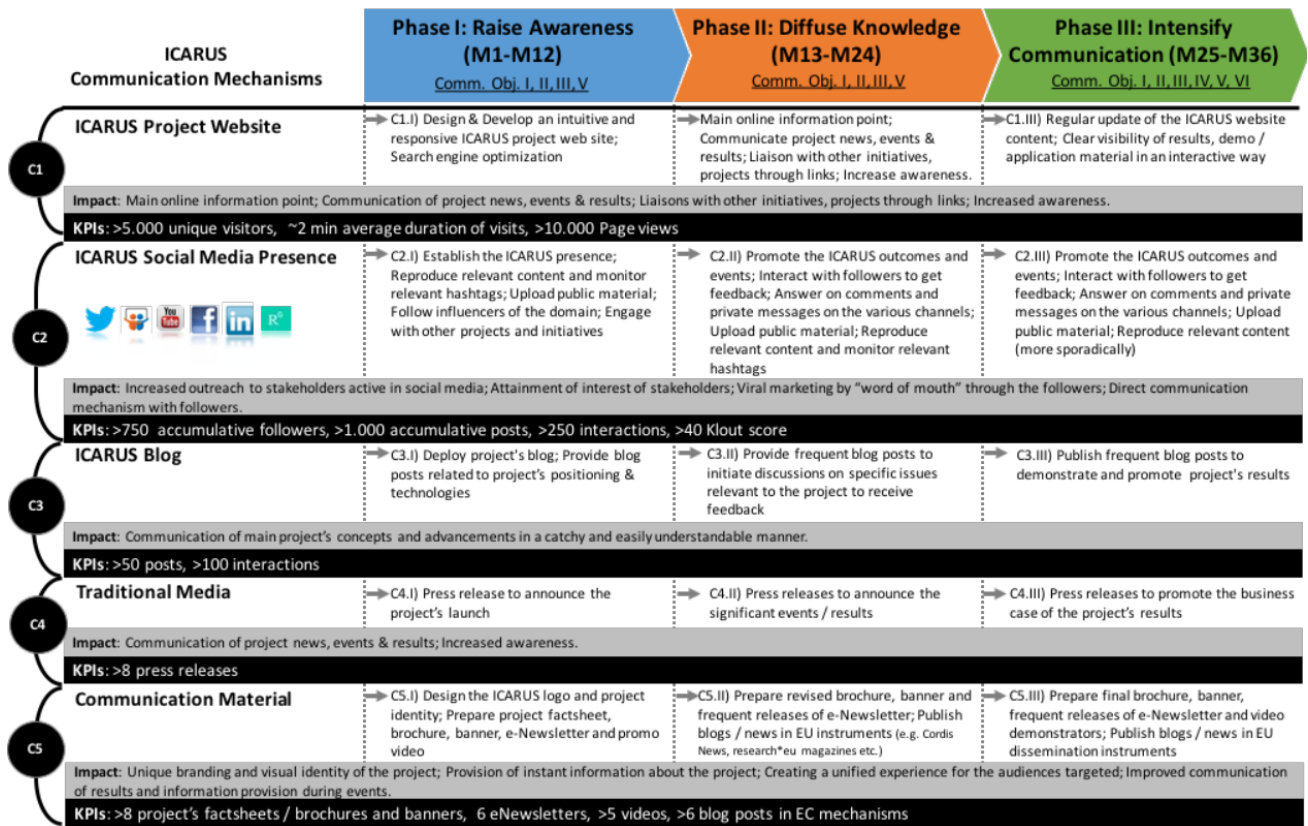 ICARUS
Communication Mechanisms
Phase I: Raise Awareness
(M1-M12)
Comm. Obj. I, II, III, V
Phase II: Diffuse Knowledge
(M13-M24)
Comm. Obj. I, II, III, V
Phase III: Intensify
Communication (M25-M36)
Comm. Obj. I, II, III, IV, V, VI
C1
ICARUS Project Website
C1.I) Design & Develop an intuitive and
responsive ICARUS project web site;
Search engine optimization
Main online information point;
Communicate project news, events &
results; Liaison with other initiatives,
projects through links; Increase awareness.
C1.III) Regular update of the ICARUS website
content; Clear visibility of results, demo /
application material in an interactive way
Impact: Main online information point; Communication of project news, events & results; Liaisons with other initiatives, projects through links; Increased awareness.
KPIs: >5.000 unique visitors, ~2 min average duration of visits, >10.000 Page views
C2
ICARUS Social Media Presence
You
Tube
f
in
R^G
C2.I) Establish the ICARUS presence;
Reproduce relevant content and monitor
relevant hashtags; Upload public material;
Follow influencers of the domain; Engage
with other projects and initiatives
C2.II) Promote the ICARUS outcomes and
events; Interact with followers to get
feedback; Answer on comments and
private messages on the various channels;
Upload public material; Reproduce
relevant content and monitor relevant
hashtags
C2.III) Promote the ICARUS outcomes and
events; Interact with followers to get
feedback; Answer on comments and private
messages on the various channels; Upload
public material; Reproduce relevant content
(more sporadically)
Impact: Increased outreach to stakeholders active in social media; Attainment of interest of stakeholders; Viral marketing by “word of mouth” through the followers; Direct communication
mechanism with followers.
KPIs: >750 accumulative followers, >1.000 accumulative posts, >250 interactions, >40 Klout score
C3
ICARUS Blog
C3.I) Deploy project's blog; Provide blog
posts related to project’s positioning &
technologies
C3.II) Provide frequent blog posts to
initiate discussions on specific issues
relevant to the project to receive
feedback
C3.III) Publish frequent blog posts to
demonstrate and promote project's results
Impact: Communication of main project’s concepts and advancements in a catchy and easily understandable manner.
KPIs: >50 posts, >100 interactions
C4
Traditional Media
C4.I) Press release to announce the
project’s launch
C4.II) Press releases to announce the
significant events / results
C4.III) Press releases to promote the business
case of the project’s results
Impact: Communication of project news, events & results; Increased awareness.
KPIs: >8 press releases
C5
Communication Material
C5.I) Design the ICARUS logo and project
identity; Prepare project factsheet,
brochure, banner, e-Newsletter and promo
video
C5.II) Prepare revised brochure, banner and
frequent releases of e-Newsletter; Publish
blogs / news in EU instruments (e.g. Cordis
News, research*eu magazines etc.)
C5.III) Prepare final brochure, banner,
frequent releases of e-Newsletter and video
demonstrators; Publish blogs / news in EU
dissemination instruments
Impact: Unique branding and visual identity of the project; Provision of instant information about the project; Creating a unified experience for the audiences targeted; Improved communication
of results and information provision during events.
KPIs: >8 project’s factsheets / brochures and banners, 6 eNewsletters, >5 videos, >6 blog posts in EC mechanisms